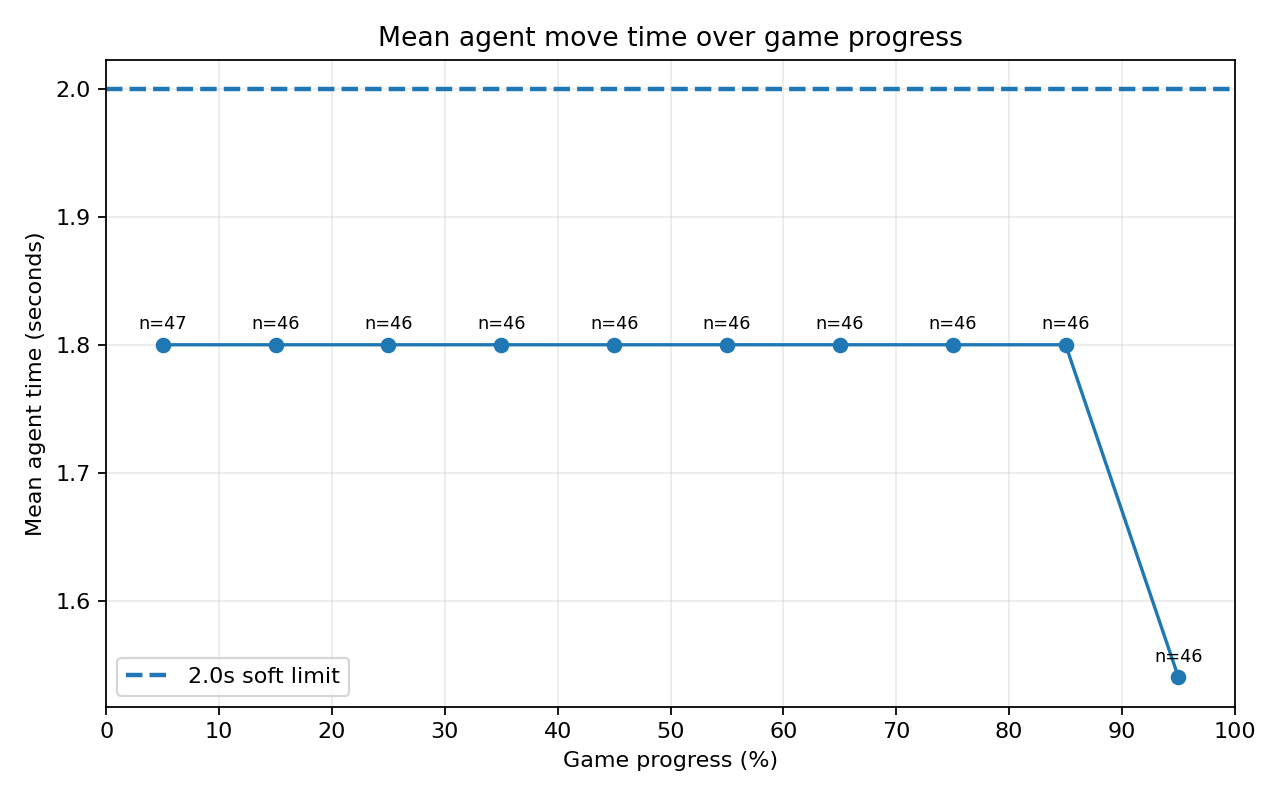 Mean agent move time over game progress
Mean agent time (seconds)
2.0
1.9
1.8
1.7
1.6
n=47 n=46 n=46 n=46 n=46 n=46 n=46 n=46 n=46
n=46
2.0s soft limit
0 10 20 30 40 50 60 70 80 90 100
Game progress (%)